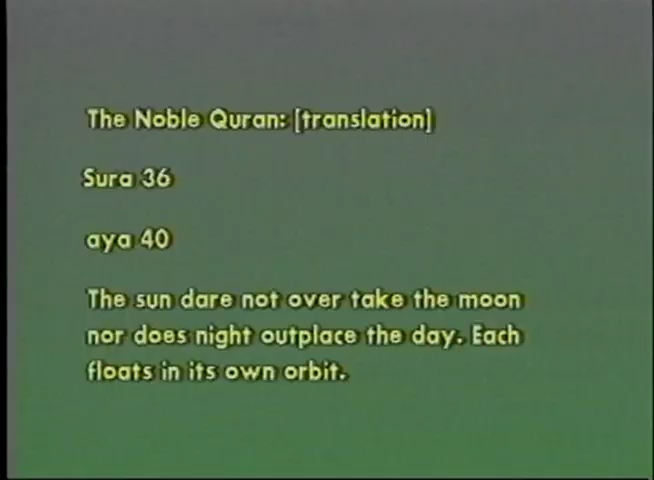 The Noble Quran: [translation]
Sura 36
aya 40
The sun dare not over take the moon
nor does night outplace the day. Each
floats in its own orbit.